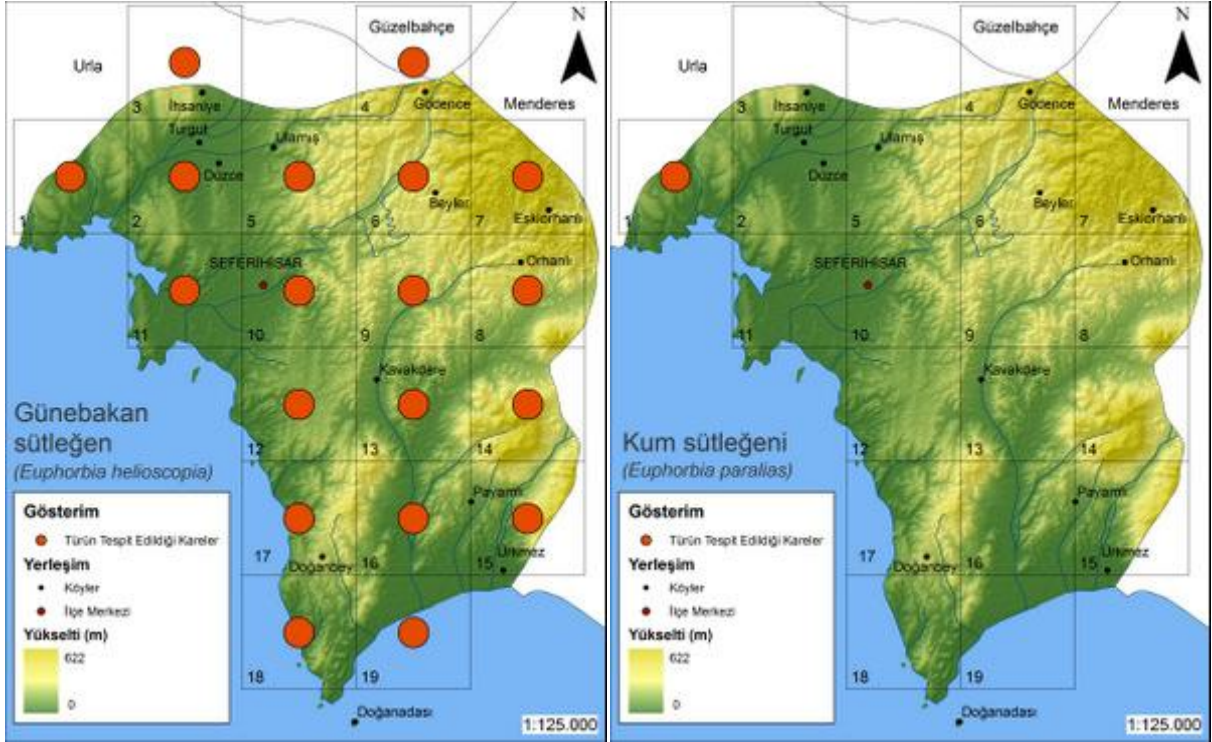 N
Güzelbahçe
Urla
Menderes
3
4
İhsaniye
Gödence
Turgut
Ulamış
Düzce
Beyler
1
2
5
6
7
Eskiorhanlı
SEFERİHİSAR
Orhanlı
11
10
9
8
Kavakdere
Günebakan
sütleğen
(Euphorbia helioscopia)
12
13
14
Payamlı
Gösterim
Türün Tespit Edildiği Kareler
Yerleşim
Köyler
İlçe Merkezi
Yükselti (m)
622
0
17
16
15
Doğanbey
Ürkmez
18
19
Doğanadası
1:125.000
N
Güzelbahçe
Urla
Menderes
3
4
İhsaniye
Gödence
Turgut
Ulamış
Düzce
Beyler
1
2
5
6
7
Eskiorhanlı
SEFERİHİSAR
Orhanlı
11
10
9
8
Kavakdere
Kum sütleğeni
(Euphorbia paralias)
12
13
14
Payamlı
Gösterim
Türün Tespit Edildiği Kareler
Yerleşim
Köyler
İlçe Merkezi
Yükselti (m)
622
0
17
16
15
Doğanbey
Ürkmez
18
19
Doğanadası
1:125.000